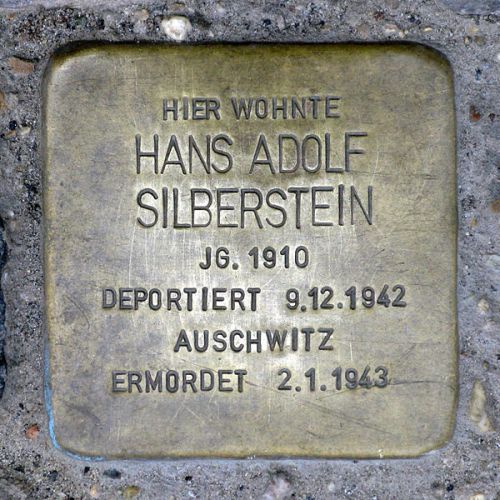 HIER WOHNTE
HANS ADOLF
SILBERSTEIN
JG. 1910
DEPORTIERT 9.12.1942
AUSCHWITZ
ERMORDET 2.1.1943